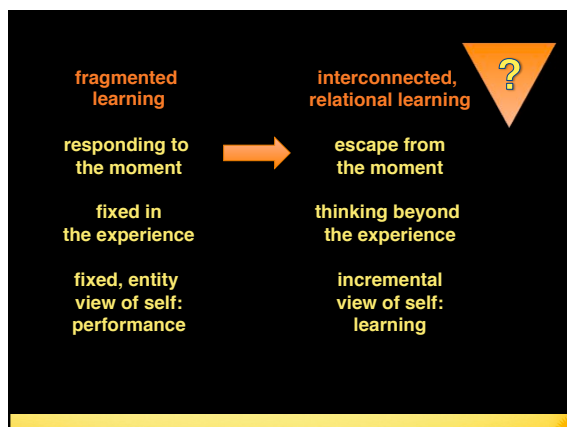 fragmented
learning
interconnected,
relational learning
?
responding to
the moment
escape from
the moment
fixed in
the experience
thinking beyond
the experience
fixed, entity
view of self:
performance
incremental
view of self:
learning